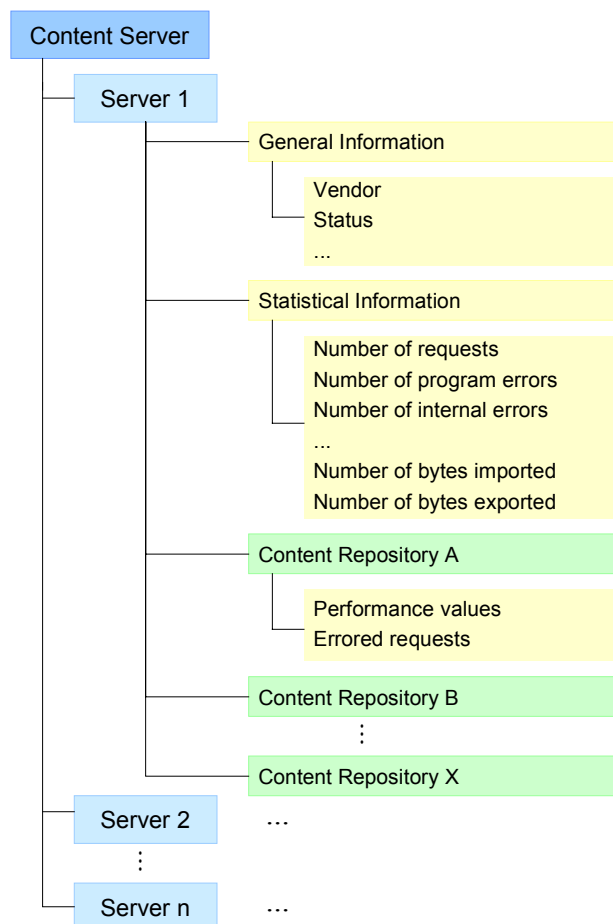 Content Server
Server 1
General Information
Vendor
Status
...
Statistical Information
Number of requests
Number of program errors
Number of internal errors
...
Number of bytes imported
Number of bytes exported
Content Repository A
Performance values
Errored requests
Content Repository B
⋮
Content Repository X
Server 2 ...
⋮
Server n ...